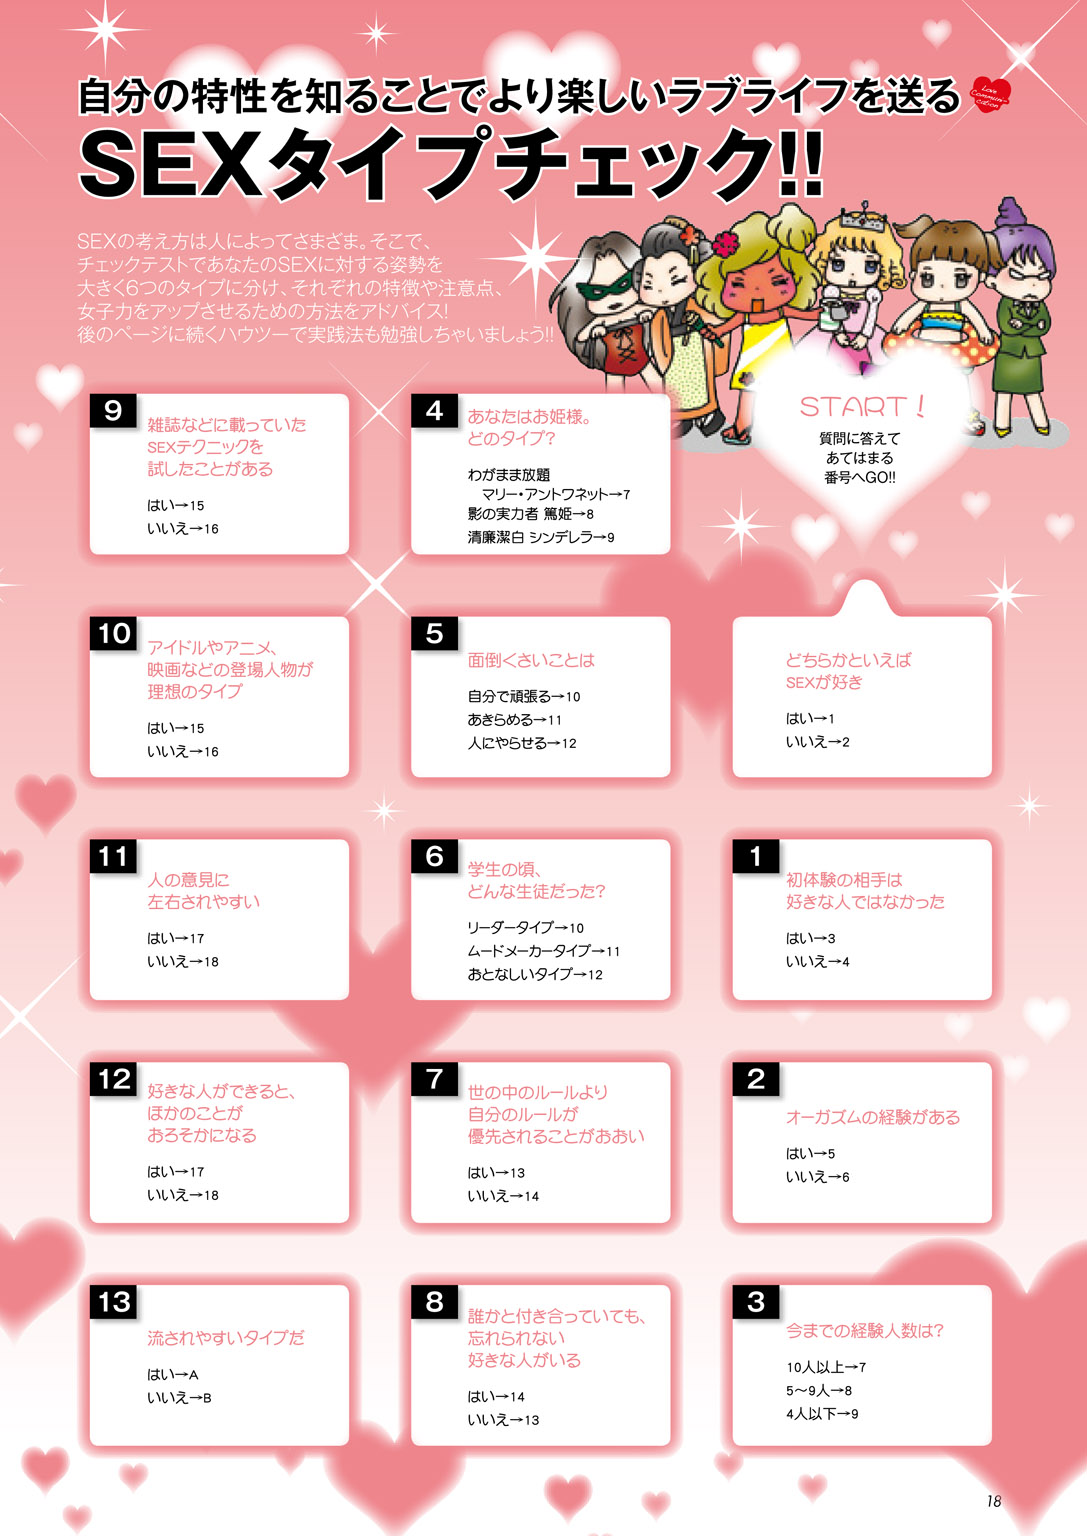 自分の特性を知ることでより楽しいラブライフを送る
Love
Communi-
cation
SEXタイプチェック!!
SEXの考え方は人によってさまざま。そこで、
チェックテストであなたのSEXに対する姿勢を
大きく6つのタイプに分け、それぞれの特徴や注意点、
女子力をアップさせるための方法をアドバイス!
後のページに続くハウツーで実践法も勉強しちゃいましょう!!
START!
質問に答えて
あてはまる
番号へGO!!
どちらかといえば
SEXが好き
はい→1
いいえ→2
1
初体験の相手は
好きな人ではなかった
はい→3
いいえ→4
2
オーガズムの経験がある
はい→5
いいえ→6
3
今までの経験人数は?
10人以上→7
5〜9人→8
4人以下→9
4
あなたはお姫様。
どのタイプ?
わがまま放題
マリー・アントワネット→7
影の実力者 篤姫→8
清廉潔白 シンデレラ→9
5
面倒くさいことは
自分で頑張る→10
あきらめる→11
人にやらせる→12
6
学生の頃、
どんな生徒だった?
リーダータイプ→10
ムードメーカータイプ→11
おとなしいタイプ→12
7
世の中のルールより
自分のルールが
優先されることがおおい
はい→13
いいえ→14
8
誰かと付き合っていても、
忘れられない
好きな人がいる
はい→14
いいえ→13
9
雑誌などに載っていた
SEXテクニックを
試したことがある
はい→15
いいえ→16
10
アイドルやアニメ、
映画などの登場人物が
理想のタイプ
はい→15
いいえ→16
11
人の意見に
左右されやすい
はい→17
いいえ→18
12
好きな人ができると、
ほかのことが
おろそかになる
はい→17
いいえ→18
13
流されやすいタイプだ
はい→A
いいえ→B
18